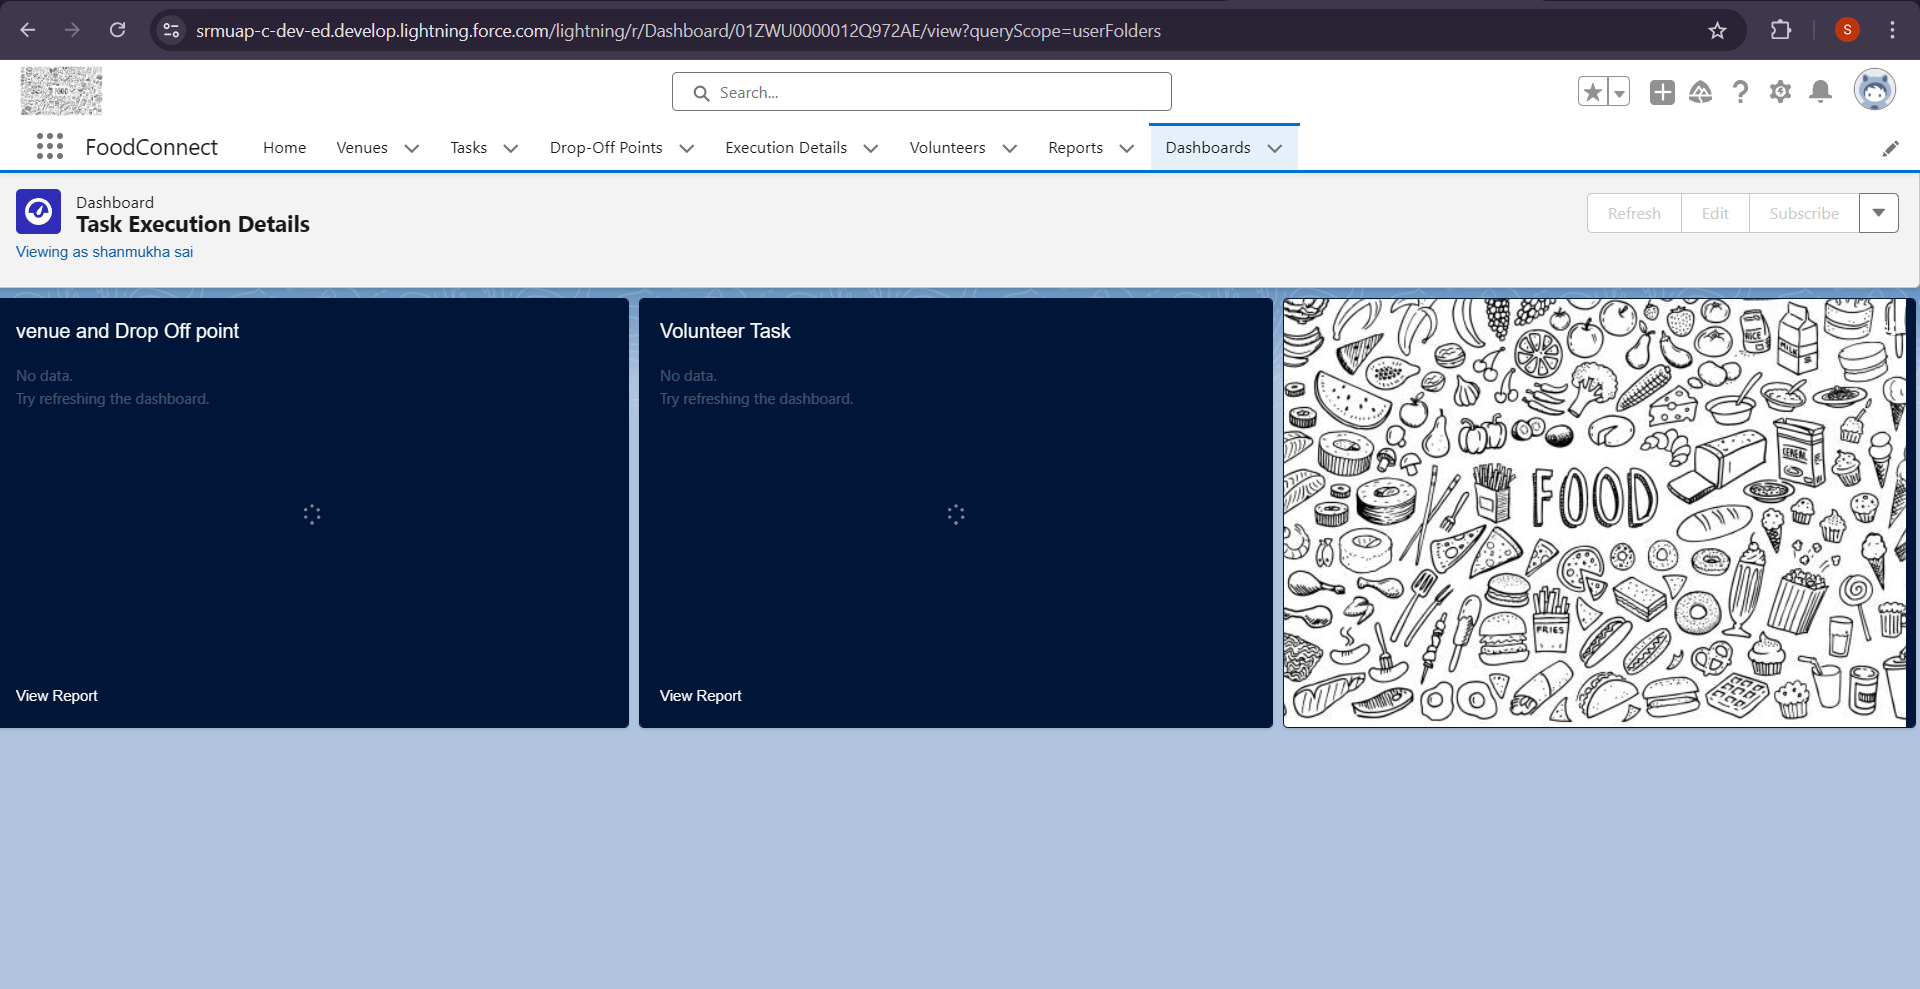 srmuap-c-dev-ed.develop.lightning.force.com/lightning/r/Dashboard/01ZWU0000012Q972AE/view?queryScope=userFolders
S
FOOD
Search...
FoodConnect
Home
Venues
Tasks
Drop-Off Points
Execution Details
Volunteers
Reports
Dashboards
Dashboard
Task Execution Details
Viewing as shanmukha sai
Refresh
Edit
Subscribe
venue and Drop Off point
No data.
Try refreshing the dashboard.
View Report
Volunteer Task
No data.
Try refreshing the dashboard.
View Report
RICE
MILK
CEREAL
FOOD
FRIES